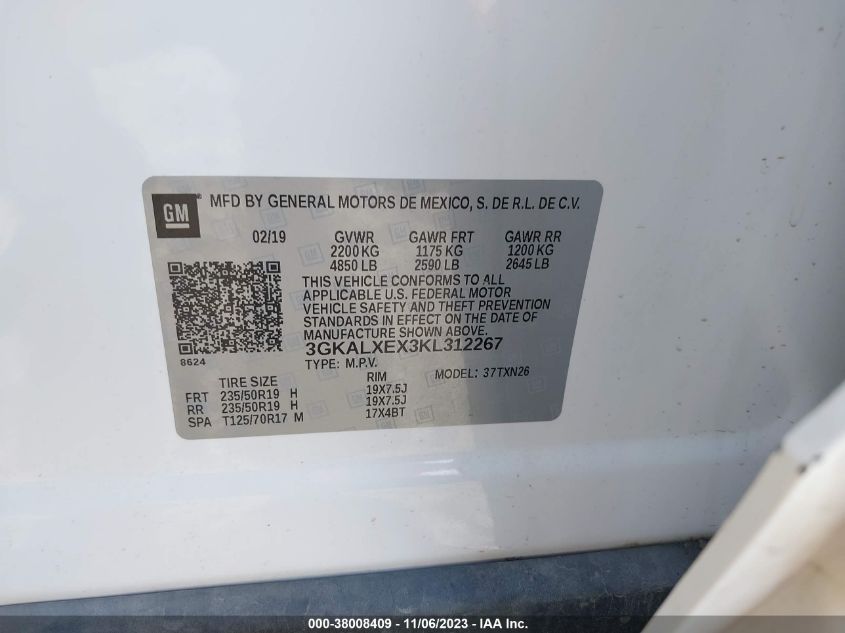 GM
MFD BY GENERAL MOTORS DE MEXICO, S. DE R.L. DE C.V.
02/19 GVWR GAWR FRT GAWR RR
2200 KG 1175 KG 1200 KG
4850 LB 2590 LB 2645 LB
THIS VEHICLE CONFORMS TO ALL
APPLICABLE U.S. FEDERAL MOTOR
VEHICLE SAFETY AND THEFT PREVENTION
STANDARDS IN EFFECT ON THE DATE OF
MANUFACTURE SHOWN ABOVE.
3GKALXEX3KL312267
8624
TYPE: M.P.V. MODEL: 37TXN26
TIRE SIZE RIM
FRT 235/50R19 H 19X7.5J
RR 235/50R19 H 19X7.5J
SPA T125/70R17 M 17X4BT
000-38008409 - 11/06/2023 - IAA Inc.